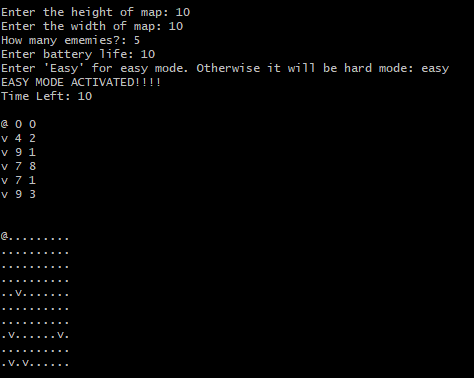 Enter the height of map: 10
Enter the width of map: 10
How many ememies?: 5
Enter battery life: 10
Enter 'Easy' for easy mode. Otherwise it will be hard mode: easy
EASY MODE ACTIVATED!!!!
Time Left: 10
@ 0 0
v 4 2
v 9 1
v 7 8
v 7 1
v 9 3
@.........
..........
..........
..........
..v.......
..........
..........
.v......v.
..........
.v.v......